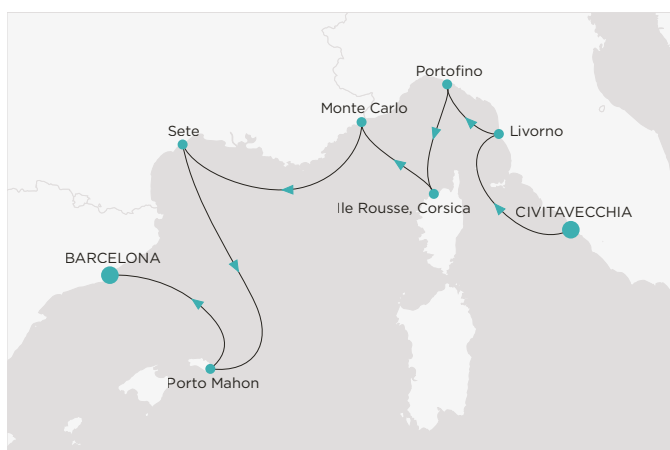 Portofino
Monte Carlo
Sete
Livorno
Ile Rousse, Corsica
CIVITAVECCHIA
BARCELONA
Porto Mahon